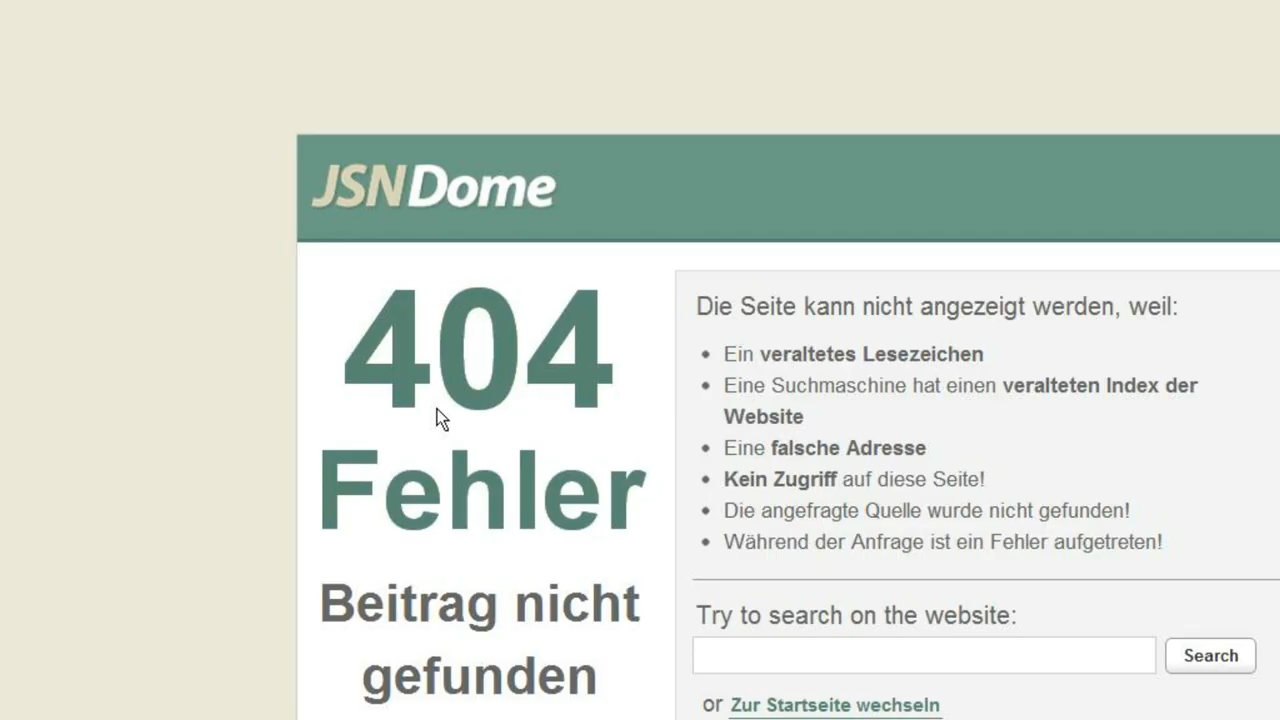 JSNDome
404
Fehler
Beitrag nicht
gefunden
Die Seite kann nicht angezeigt werden, weil:
Ein veraltetes Lesezeichen
Eine Suchmaschine hat einen veralteten Index der
Website
Eine falsche Adresse
Kein Zugriff auf diese Seite!
Die angefragte Quelle wurde nicht gefunden!
Während der Anfrage ist ein Fehler aufgetreten!
Try to search on the website:
Search
or Zur Startseite wechseln